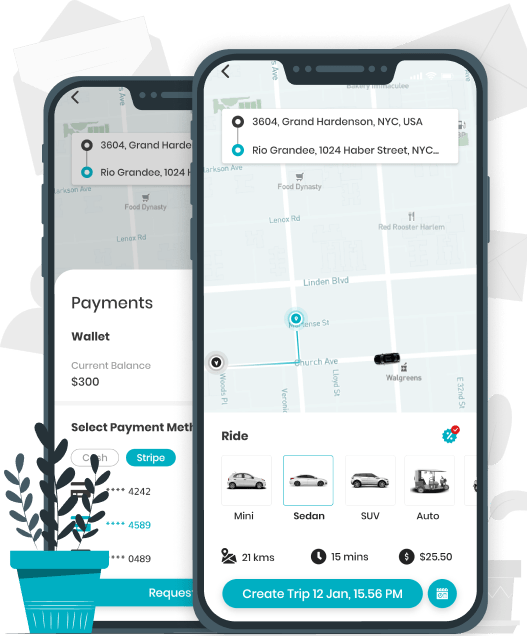 Bakery Immaculee
3604, Grand Hardenson, NYC, USA
Rio Grandee, 1024 Haber Street, NYC...
Food Dynasty
Lenox Rd
Red Rooster Harlem
Linden Blvd
Hortense St
Church Ave
Walgreens
Woods Pl
Lloyd St
E 32nd St
Ride
Mini
Sedan
SUV
Auto
21 kms
15 mins
$25.50
Create Trip 12 Jan, 15.56 PM
Ave
3604, Grand Harde
Rio Grandee, 1024 H
Clarkson Ave
Food Dynasty
Lenox Rd
Payments
Wallet
Current Balance
$300
Select Payment Meth
Cash
Stripe
**** 4242
**** 4589
*** 0489
Reques